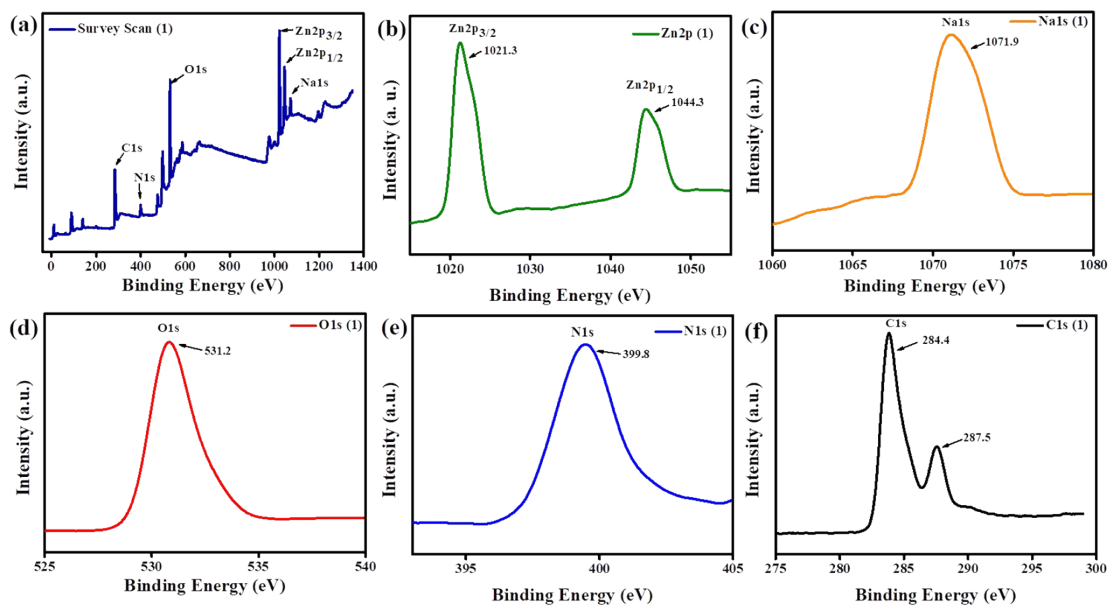 (a) Survey Scan (1)
Zn2p3/2
Zn2p1/2
O1s
Na1s
C1s
N1s
Intensity (a.u.)
0 200 400 600 800 1000 1200 1400
Binding Energy (eV)
(b) Zn2p (1)
Zn2p3/2
1021.3
Zn2p1/2
1044.3
Intensity (a. u.)
1020 1030 1040 1050
Binding Energy (eV)
(c) Na1s Na1s (1)
1071.9
Intensity (a.u.)
1060 1065 1070 1075 1080
Binding Energy (eV)
(d) O1s O1s (1)
531.2
Intensity (a.u.)
525 530 535 540
Binding Energy (eV)
(e) N1s N1s (1)
399.8
Intensity (a.u.)
395 400 405
Binding Energy (eV)
(f) C1s C1s (1)
284.4
287.5
Intensity (a.u.)
275 280 285 290 295 300
Binding Energy (eV)